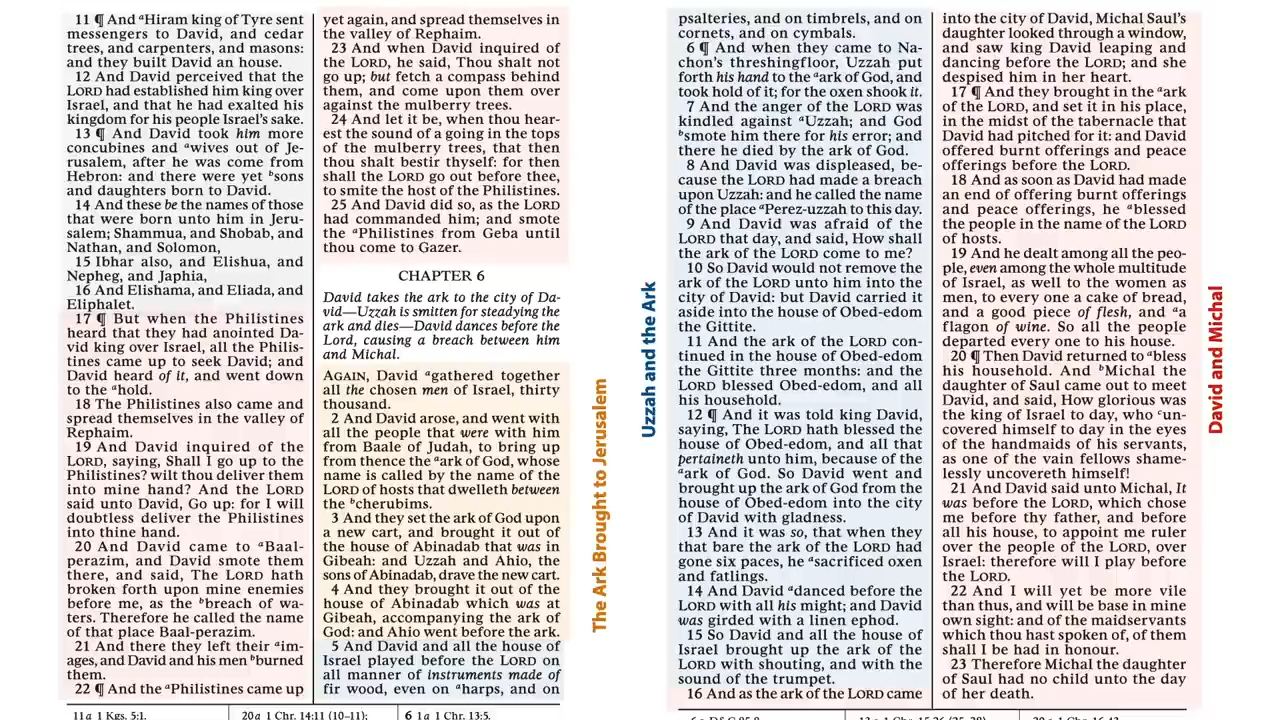 11 ¶ And aHiram king of Tyre sent
messengers to David, and cedar
trees, and carpenters, and masons:
and they built David an house.
12 And David perceived that the
LORD had established him king over
Israel, and that he had exalted his
kingdom for his people Israel's sake.
13 ¶ And David took him more
concubines and awives out of Je-
rusalem, after he was come from
Hebron: and there were yet bsons
and daughters born to David.
14 And these be the names of those
that were born unto him in Jeru-
salem; Shammua, and Shobab, and
Nathan, and Solomon,
15 Ibhar also, and Elishua, and
Nepheg, and Japhia,
16 And Elishama, and Eliada, and
Eliphalet.
17 ¶ But when the Philistines
heard that they had anointed Da-
vid king over Israel, all the Philis-
tines came up to seek David; and
David heard of it, and went down
to the ahold.
18 The Philistines also came and
spread themselves in the valley of
Rephaim.
19 And David inquired of the
LORD, saying, Shall I go up to the
Philistines? wilt thou deliver them
into mine hand? And the LORD
said unto David, Go up: for I will
doubtless deliver the Philistines
into thine hand.
20 And David came to aBaal-
perazim, and David smote them
there, and said, The LORD hath
broken forth upon mine enemies
before me, as the bbreach of wa-
ters. Therefore he called the name
of that place Baal-perazim.
21 And there they left their aim-
ages, and David and his men bburned
them.
22 ¶ And the aPhilistines came up
yet again, and spread themselves in
the valley of Rephaim.
23 And when David inquired of
the LORD, he said, Thou shalt not
go up; but fetch a compass behind
them, and come upon them over
against the mulberry trees.
24 And let it be, when thou hear-
est the sound of a going in the tops
of the mulberry trees, that then
thou shalt bestir thyself: for then
shall the LORD go out before thee,
to smite the host of the Philistines.
25 And David did so, as the LORD
had commanded him; and smote
the aPhilistines from Geba until
thou come to Gazer.
CHAPTER 6
David takes the ark to the city of Da-
vid—Uzzah is smitten for steadying the
ark and dies—David dances before the
Lord, causing a breach between him
and Michal.
AGAIN, David agathered together
all the chosen men of Israel, thirty
thousand.
2 And David arose, and went with
all the people that were with him
from Baale of Judah, to bring up
from thence the aark of God, whose
name is called by the name of the
LORD of hosts that dwelleth between
the bcherubims.
3 And they set the ark of God upon
a new cart, and brought it out of
the house of Abinadab that was in
Gibeah: and Uzzah and Ahio, the
sons of Abinadab, drave the new cart.
4 And they brought it out of the
house of Abinadab which was at
Gibeah, accompanying the ark of
God: and Ahio went before the ark.
5 And David and all the house of
Israel played before the LORD on
all manner of instruments made of
fir wood, even on aharps, and on
The Ark Brought to Jerusalem
11a 1 Kgs. 5:1.
20a 1 Chr. 14:11 (10–11);
6 1a 1 Chr. 13:5.
Uzzah and the Ark
psalteries, and on timbrels, and on
cornets, and on cymbals.
6 ¶ And when they came to Na-
chon's threshingfloor, Uzzah put
forth his hand to the aark of God, and
took hold of it; for the oxen shook it.
7 And the anger of the LORD was
kindled against aUzzah; and God
bsmote him there for his error; and
there he died by the ark of God.
8 And David was displeased, be-
cause the LORD had made a breach
upon Uzzah: and he called the name
of the place aPerez-uzzah to this day.
9 And David was afraid of the
LORD that day, and said, How shall
the ark of the LORD come to me?
10 So David would not remove the
ark of the LORD unto him into the
city of David: but David carried it
aside into the house of Obed-edom
the Gittite.
11 And the ark of the LORD con-
tinued in the house of Obed-edom
the Gittite three months: and the
LORD blessed Obed-edom, and all
his household.
12 ¶ And it was told king David,
saying, The LORD hath blessed the
house of Obed-edom, and all that
pertaineth unto him, because of the
aark of God. So David went and
brought up the ark of God from the
house of Obed-edom into the city
of David with gladness.
13 And it was so, that when they
that bare the ark of the LORD had
gone six paces, he asacrificed oxen
and fatlings.
14 And David adanced before the
LORD with all his might; and David
was girded with a linen ephod.
15 So David and all the house of
Israel brought up the ark of the
LORD with shouting, and with the
sound of the trumpet.
16 And as the ark of the LORD came
into the city of David, Michal Saul's
daughter looked through a window,
and saw king David leaping and
dancing before the LORD; and she
despised him in her heart.
17 ¶ And they brought in the aark
of the LORD, and set it in his place,
in the midst of the tabernacle that
David had pitched for it: and David
offered burnt offerings and peace
offerings before the LORD.
18 And as soon as David had made
an end of offering burnt offerings
and peace offerings, he ablessed
the people in the name of the LORD
of hosts.
19 And he dealt among all the peo-
ple, even among the whole multitude
of Israel, as well to the women as
men, to every one a cake of bread,
and a good piece of flesh, and aa
flagon of wine. So all the people
departed every one to his house.
20 ¶ Then David returned to abless
his household. And bMichal the
daughter of Saul came out to meet
David, and said, How glorious was
the king of Israel to day, who cun-
covered himself to day in the eyes
of the handmaids of his servants,
as one of the vain fellows shame-
lessly uncovereth himself!
21 And David said unto Michal, It
was before the LORD, which chose
me before thy father, and before
all his house, to appoint me ruler
over the people of the LORD, over
Israel: therefore will I play before
the LORD.
22 And I will yet be more vile
than thus, and will be base in mine
own sight: and of the maidservants
which thou hast spoken of, of them
shall I be had in honour.
23 Therefore Michal the daughter
of Saul had no child unto the day
of her death.
David and Michal